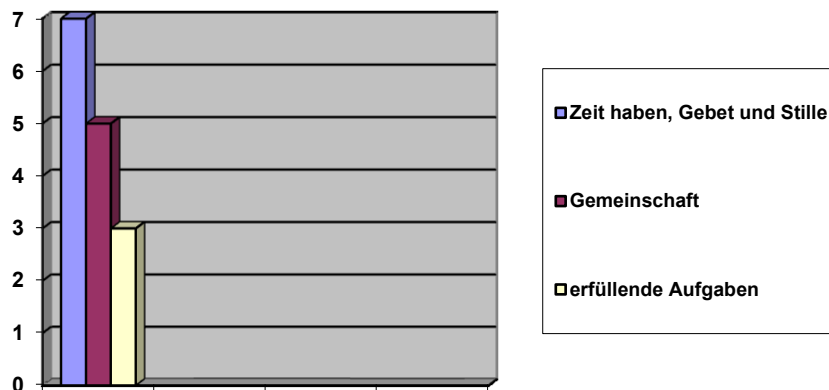 7
6
5
4
3
2
1
0
Zeit haben, Gebet und Stille
Gemeinschaft
erfüllende Aufgaben